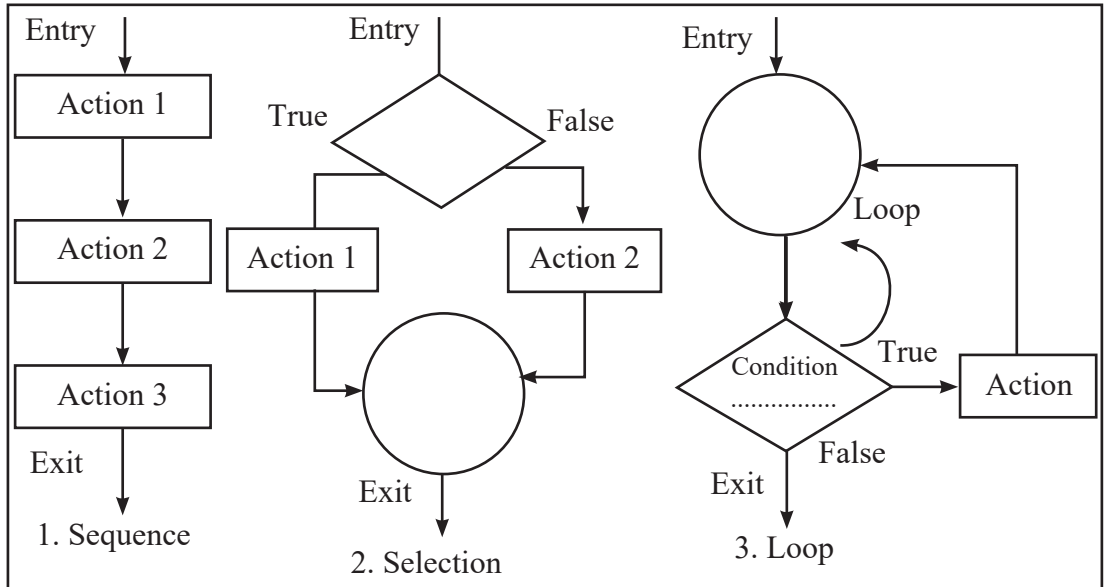 Entry
Action 1
Action 2
Action 3
Exit
1. Sequence
Entry
True
False
Action 1
Action 2
Exit
2. Selection
Entry
Loop
Condition
................
True
Action
False
Exit
3. Loop